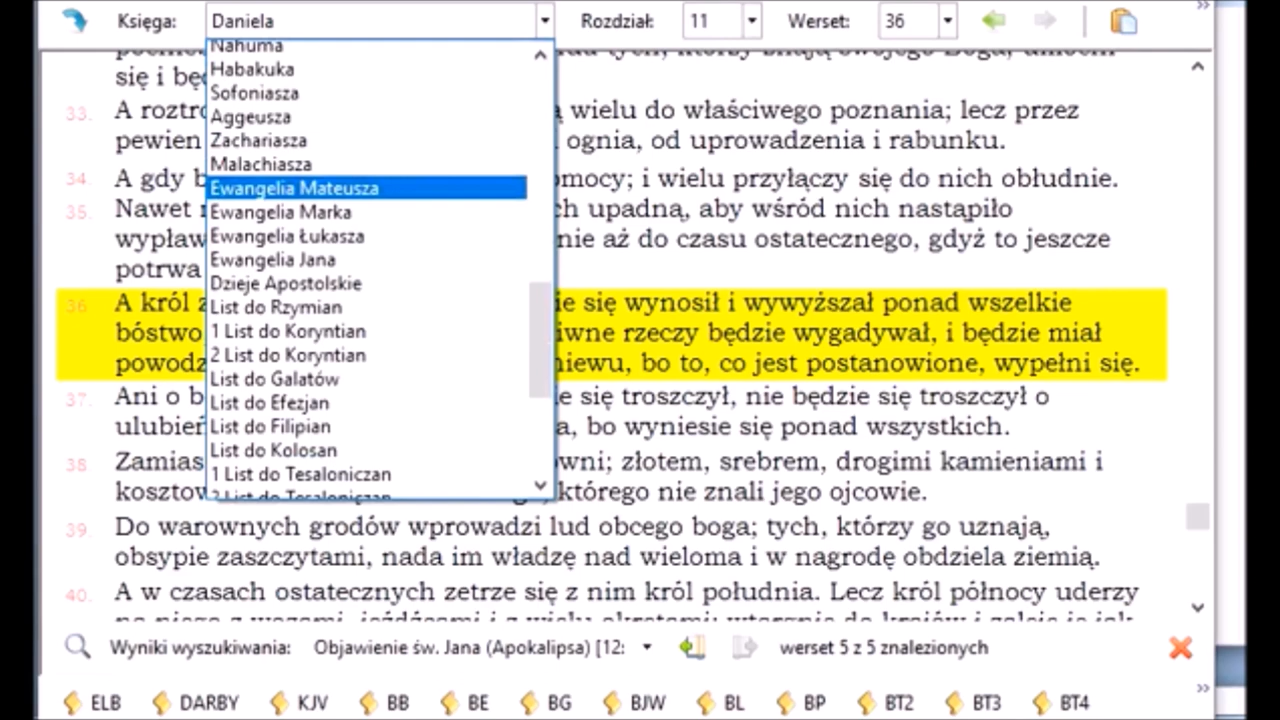 Księga: Daniela Rozdział: 11 Werset: 36
Nahuma
się i będ
Habakuka
Sofoniasza
33. A roztro wielu do właściwego poznania; lecz przez
Aggeusza
pewien ognia, od uprowadzenia i rabunku.
Zachariasza
Malachiasza
34. A gdy b omocy; i wielu przyłączy się do nich obłudnie.
Ewangelia Mateusza
35. Nawet ch upadną, aby wśród nich nastąpiło
Ewangelia Marka
wypław nie aż do czasu ostatecznego, gdyż to jeszcze
Ewangelia Łukasza
potrwa
Ewangelia Jana
Dzieje Apostolskie
36 A król z ie się wynosił i wywyższał ponad wszelkie
List do Rzymian
bóstwo iwne rzeczy będzie wygadywał, i będzie miał
1 List do Koryntian
powodz niewu, bo to, co jest postanowione, wypełni się.
2 List do Koryntian
List do Galatów
37. Ani o b e się troszczył, nie będzie się troszczył o
List do Efezjan
ulubień a, bo wyniesie się ponad wszystkich.
List do Filipian
List do Kolosan
38. Zamias wni; złotem, srebrem, drogimi kamieniami i
1 List do Tesaloniczan
kosztow którego nie znali jego ojcowie.
2 List do Tesaloniczan
39. Do warownych grodów wprowadzi lud obcego boga; tych, którzy go uznają,
obsypie zaszczytami, nada im władzę nad wieloma i w nagrodę obdziela ziemią.
40. A w czasach ostatecznych zetrze się z nim król południa. Lecz król północy uderzy
Wyniki wyszukiwania: Objawienie św. Jana (Apokalipsa) [12: werset 5 z 5 znalezionych
ELB DARBY KJV BB BE BG BJW BL BP BT2 BT3 BT4